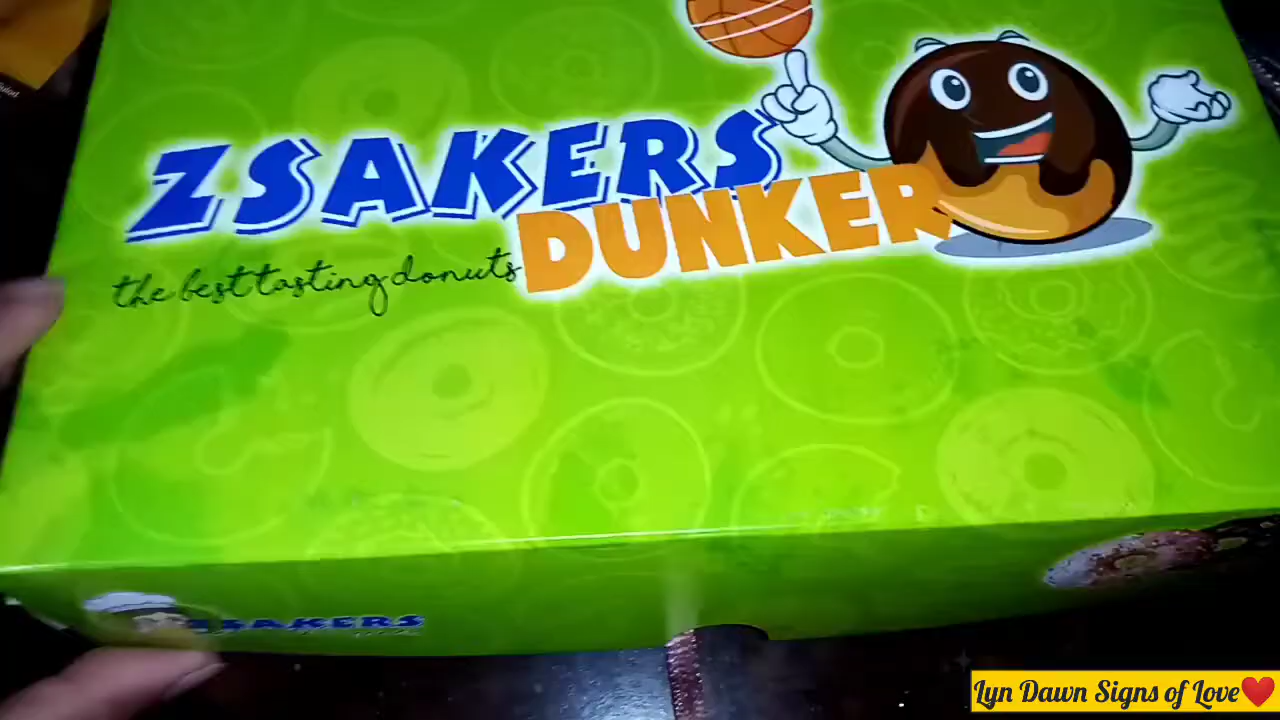 ZSAKERS
DUNKER
the best tasting donuts
ZSAKERS
Lyn Dawn Signs of Love❤️